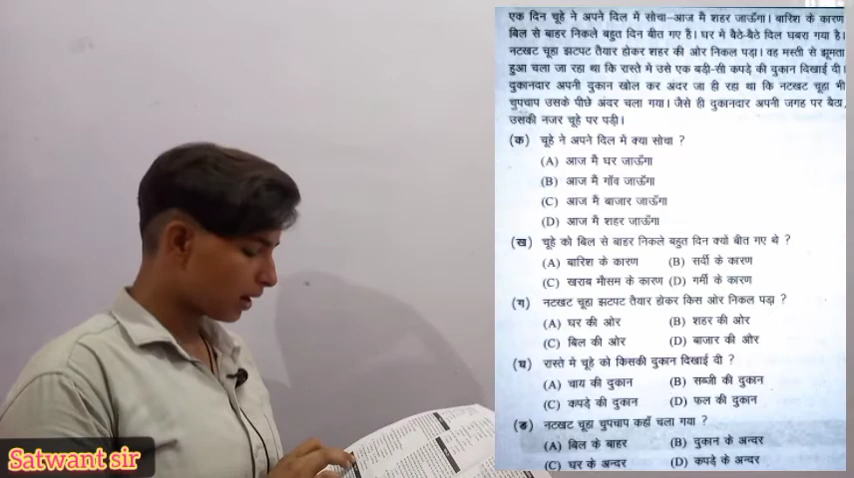 एक दिन चूहे ने अपने दिल में सोचा–आज मैं शहर जाऊँगा। बारिश के कारण
बिल से बाहर निकले बहुत दिन बीत गए हैं। घर में बैठे-बैठे दिल घबरा गया है।
नटखट चूहा झटपट तैयार होकर शहर की ओर निकल पड़ा। वह मस्ती से झूमता
हुआ चला जा रहा था कि रास्ते में उसे एक बड़ी-सी कपड़े की दुकान दिखाई दी।
दुकानदार अपनी दुकान खोल कर अंदर जा ही रहा था कि नटखट चूहा भी
चुपचाप उसके पीछे अंदर चला गया। जैसे ही दुकानदार अपनी जगह पर बैठा,
उसकी नजर चूहे पर पड़ी।
(क) चूहे ने अपने दिल में क्या सोचा ?
(A) आज मैं घर जाऊँगा
(B) आज मैं गाँव जाऊँगा
(C) आज मैं बाजार जाऊँगा
(D) आज मैं शहर जाऊँगा
(ख) चूहे को बिल से बाहर निकले बहुत दिन क्यों बीत गए थे ?
(A) बारिश के कारण (B) सर्दी के कारण
(C) खराब मौसम के कारण (D) गर्मी के कारण
(ग) नटखट चूहा झटपट तैयार होकर किस ओर निकल पड़ा ?
(A) घर की ओर (B) शहर की ओर
(C) बिल की ओर (D) बाजार की ओर
(घ) रास्ते में चूहे को किसकी दुकान दिखाई दी ?
(A) चाय की दुकान (B) सब्जी की दुकान
(C) कपड़े की दुकान (D) फल की दुकान
(ङ) नटखट चूहा चुपचाप कहाँ चला गया ?
(A) बिल के बाहर (B) दुकान के अन्दर
(C) घर के अन्दर (D) कपड़े के अन्दर
Satwant sir